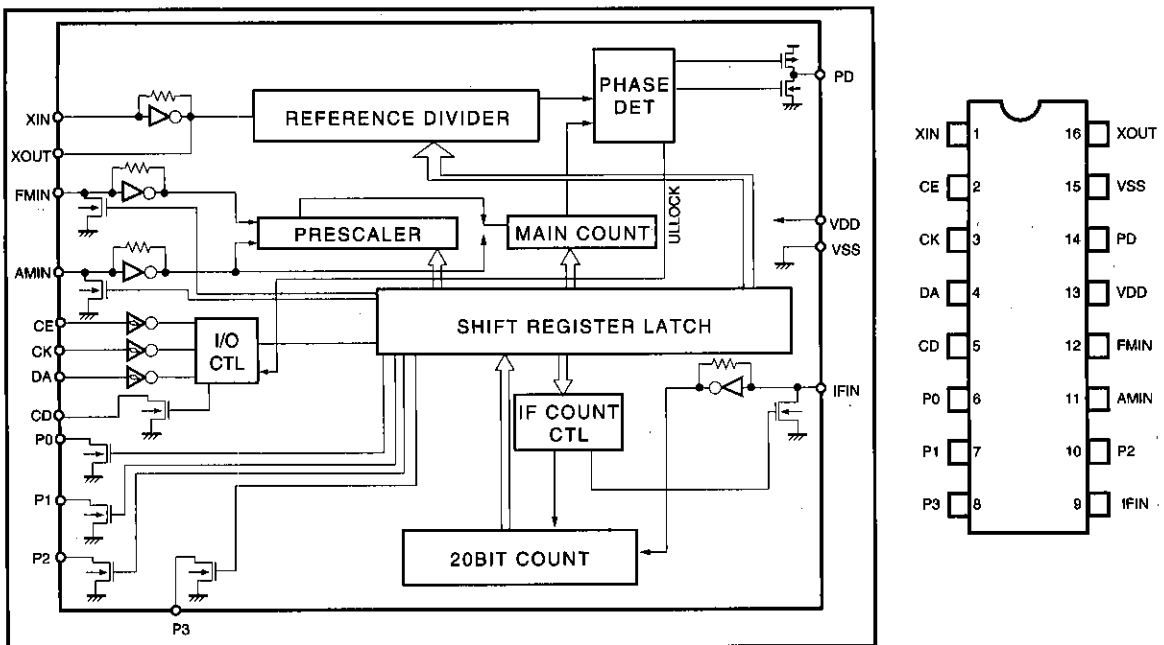 PHASE
DET
PD
XIN
REFERENCE DIVIDER
XOUT
FMIN
PRESCALER
MAIN COUNT
ULLOCK
VDD
VSS
AMIN
SHIFT REGISTER LATCH
CE
I/O
CTL
CK
DA
IFIN
CD
IF COUNT
CTL
P0
P1
P2
20BIT COUNT
P3
XIN 1 16 XOUT
CE 2 15 VSS
CK 3 14 PD
DA 4 13 VDD
CD 5 12 FMIN
P0 6 11 AMIN
P1 7 10 P2
P3 8 9 IFIN